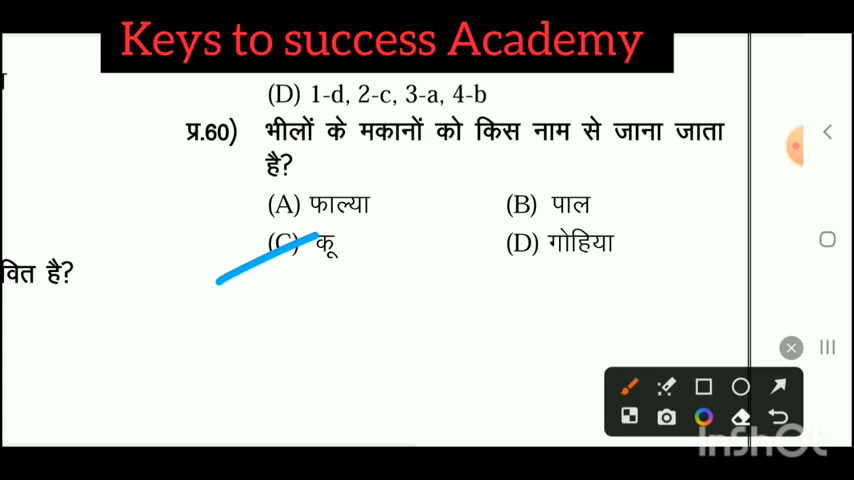 Keys to success Academy
(D) 1-d, 2-c, 3-a, 4-b
प्र.60) भीलों के मकानों को किस नाम से जाना जाता
है?
(A) फाल्या (B) पाल
(C) कू (D) गोहिया
वित है?
InShot